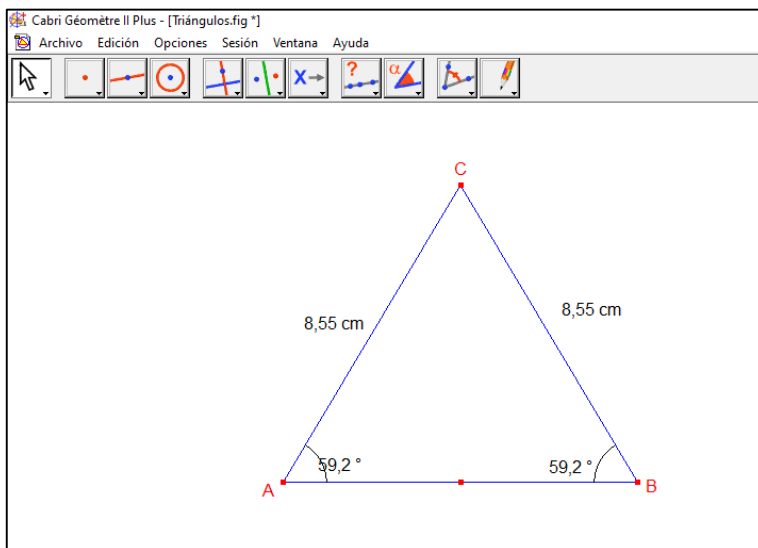 Cabri Géomètre II Plus - [Triángulos.fig *]
Archivo Edición Opciones Sesión Ventana Ayuda
X ? α
C
8,55 cm
8,55 cm
59,2 °
59,2 °
A
B